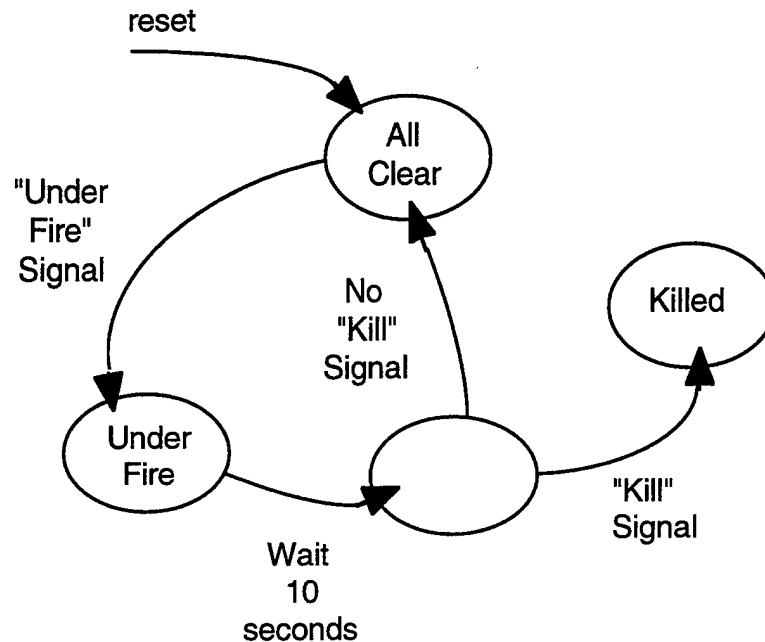 reset
All
Clear
"Under
Fire"
Signal
No
"Kill"
Signal
Killed
Under
Fire
"Kill"
Signal
Wait
10
seconds